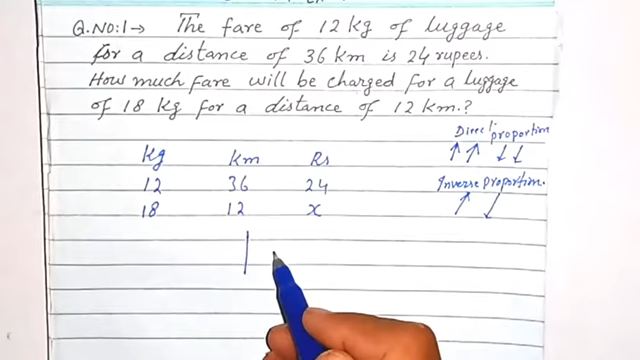 Q.NO:1→ The fare of 12 Kg of luggage
for a distance of 36 Km is 24 rupees.
How much fare will be charged for a luggage
of 18 Kg for a distance of 12 Km.?
Direct proportion
↑ ↑ ↓ ↓
Kg Km Rs
12 36 24
18 12 x
Inverse proportion.
↑ ↓